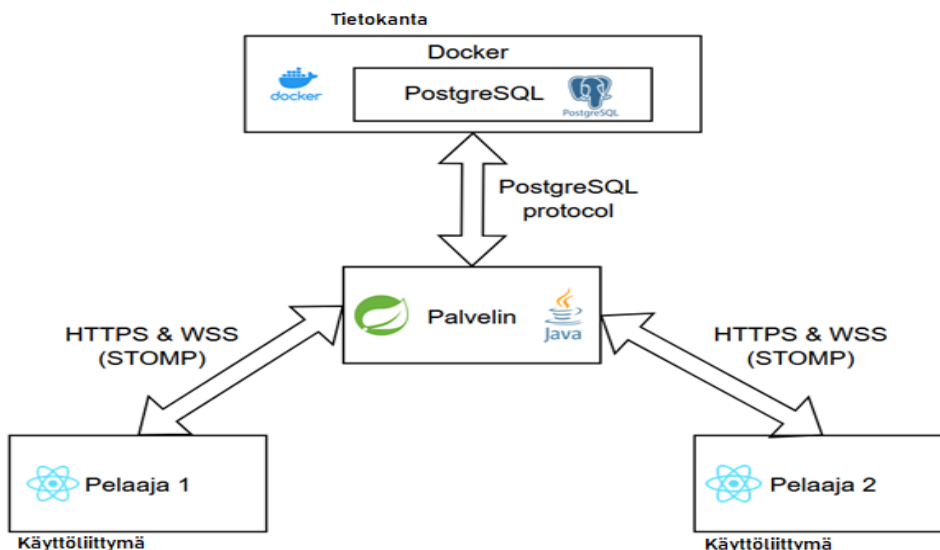 Tietokanta
Docker
docker
PostgreSQL
PostgreSQL
PostgreSQL
protocol
Palvelin
Java
HTTPS & WSS
(STOMP)
HTTPS & WSS
(STOMP)
Pelaaja 1
Pelaaja 2
Käyttöliittymä
Käyttöliittymä